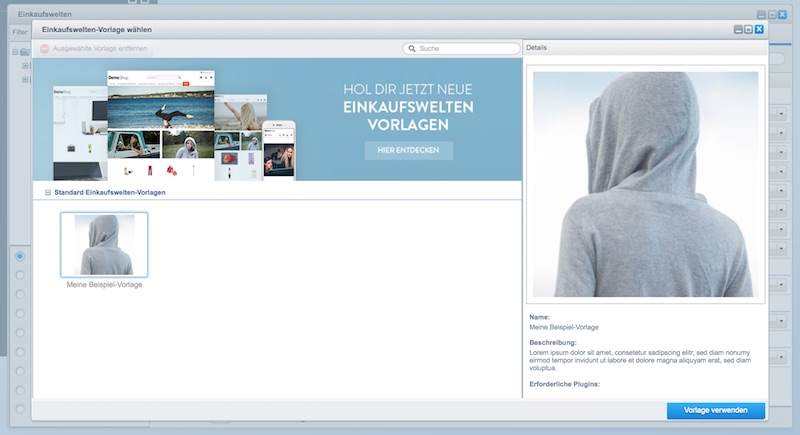 Einkaufswelten
Filter
Einkaufswelten-Vorlage wählen
Ausgewählte Vorlage entfernen
Suche
Details
DemoShop
DemoShop
HOL DIR JETZT NEUE
EINKAUFSWELTEN
VORLAGEN
HIER ENTDECKEN
Standard Einkaufswelten-Vorlagen
Meine Beispiel-Vorlage
Name:
Meine Beispiel-Vorlage
Beschreibung:
Lorem ipsum dolor sit amet, consetetur sadipscing elitr, sed diam nonumy
eirmod tempor invidunt ut labore et dolore magna aliquyam erat, sed diam
voluptua.
Erforderliche Plugins:
Vorlage verwenden